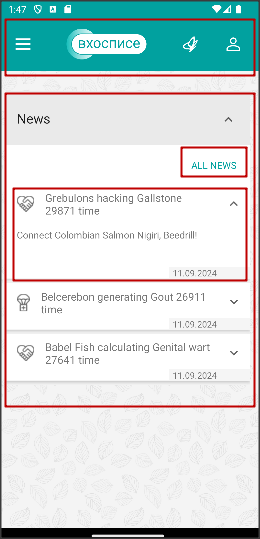 1:47
вхосписе
News
ALL NEWS
Grebulons hacking Gallstone
29871 time
Connect Colombian Salmon Nigiri, Beedrill!
11.09.2024
Belcerebon generating Gout 26911
time
11.09.2024
Babel Fish calculating Genital wart
27641 time
11.09.2024